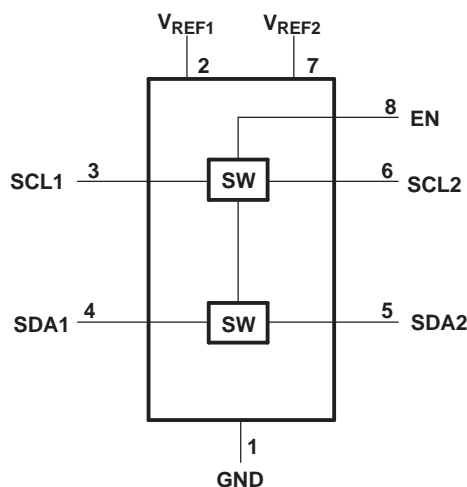 VREF1 VREF2
2 7
8 EN
SCL1 3 SW 6 SCL2
SDA1 4 SW 5 SDA2
1
GND